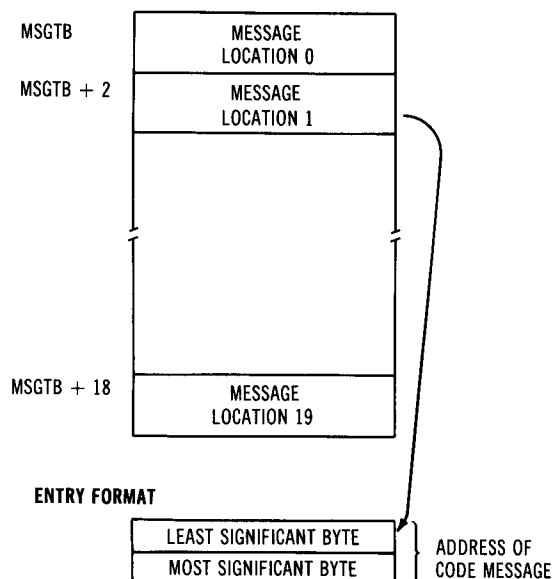 MSGTB
MESSAGE
LOCATION 0
MSGTB + 2
MESSAGE
LOCATION 1
MSGTB + 18
MESSAGE
LOCATION 19
ENTRY FORMAT
LEAST SIGNIFICANT BYTE
MOST SIGNIFICANT BYTE
ADDRESS OF
CODE MESSAGE